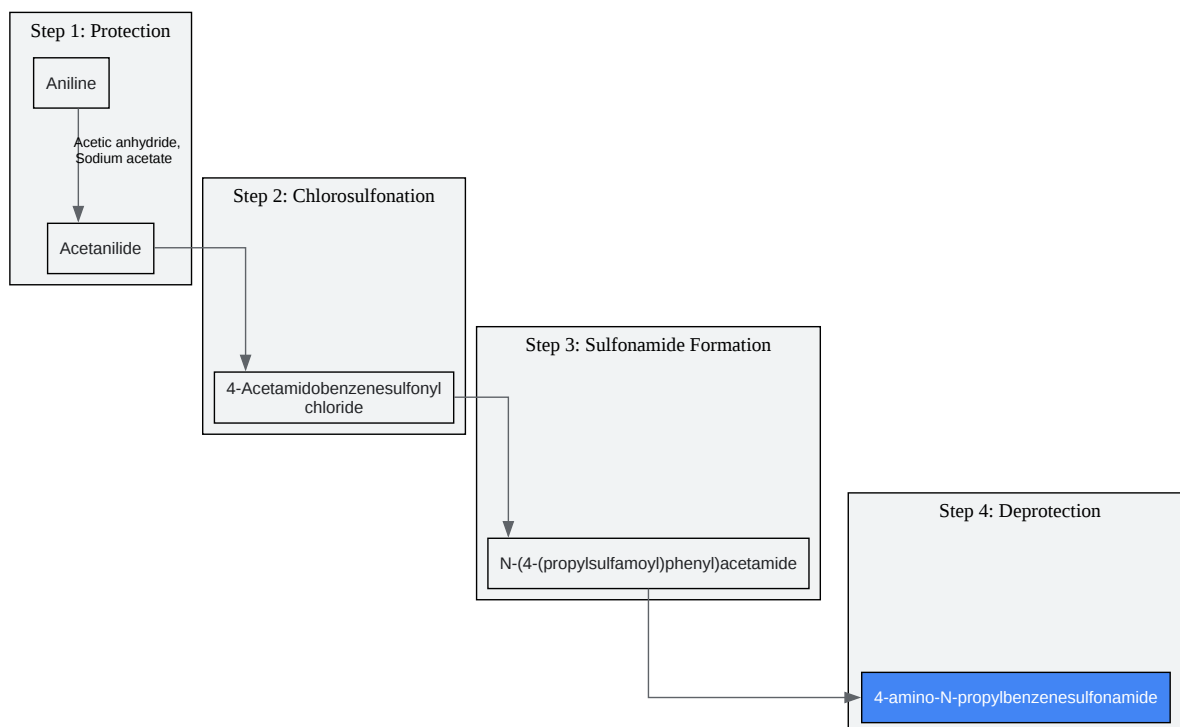 Step 1: Protection
Aniline
Acetic anhydride,
Sodium acetate
Acetanilide
Step 2: Chlorosulfonation
4-Acetamidobenzenesulfonyl
chloride
Step 3: Sulfonamide Formation
N-(4-(propylsulfamoyl)phenyl)acetamide
Step 4: Deprotection
4-amino-N-propylbenzenesulfonamide